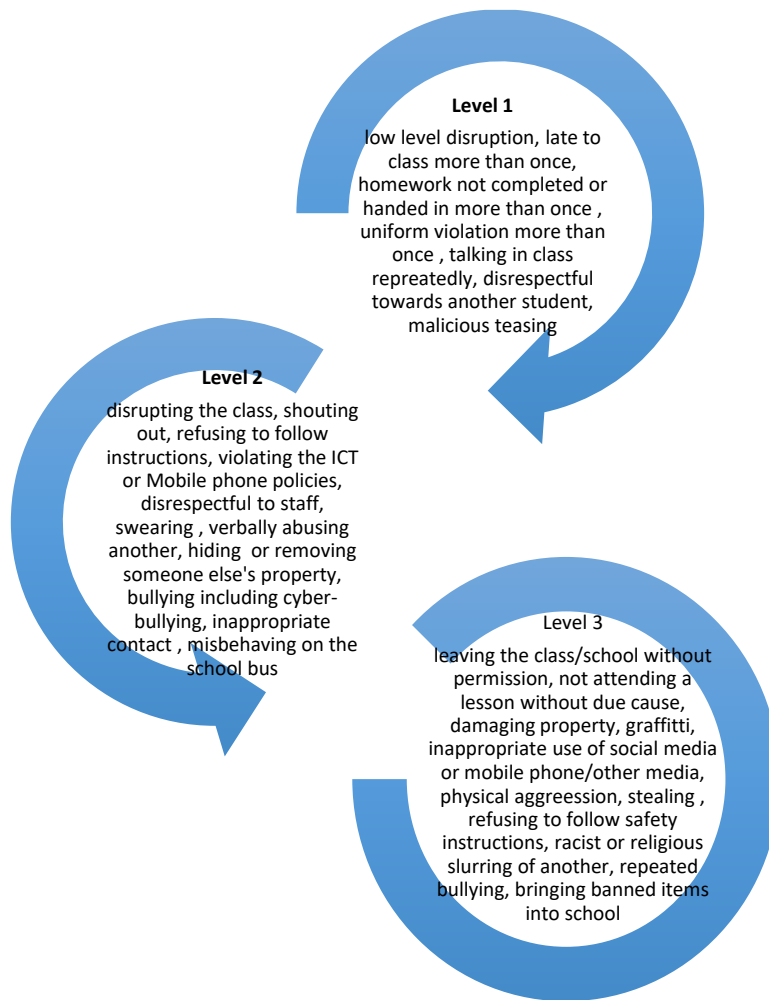 Level 1
low level disruption, late to
class more than once,
homework not completed or
handed in more than once ,
uniform violation more than
once , talking in class
repreatedly, disrespectful
towards another student,
malicious teasing
Level 2
disrupting the class, shouting
out, refusing to follow
instructions, violating the ICT
or Mobile phone policies,
disrespectful to staff,
swearing , verbally abusing
another, hiding  or removing
someone else's property,
bullying including cyber-
bullying, inappropriate
contact , misbehaving on the
school bus
Level 3
leaving the class/school without
permission, not attending a
lesson without due cause,
damaging property, graffitti,
inappropriate use of social media
or mobile phone/other media,
physical aggreession, stealing ,
refusing to follow safety
instructions, racist or religious
slurring of another, repeated
bullying, bringing banned items
into school